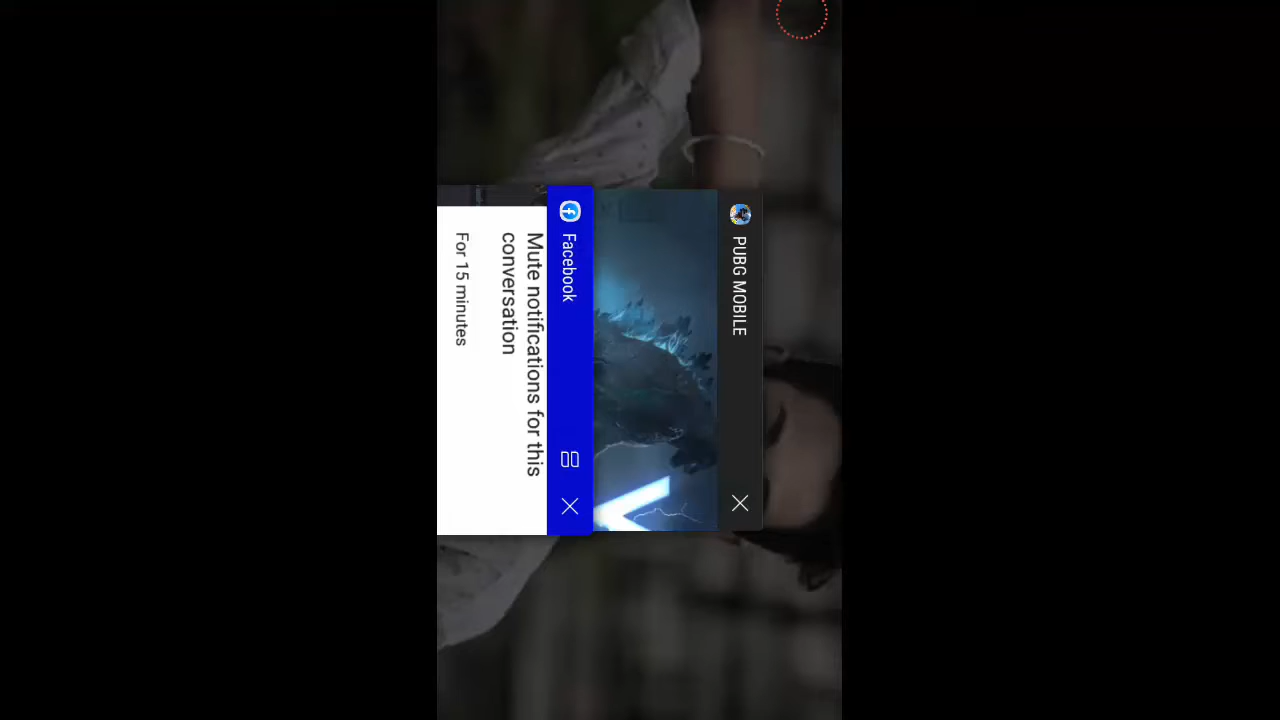 PUBG MOBILE
Facebook
Mute notifications for this
conversation
For 15 minutes